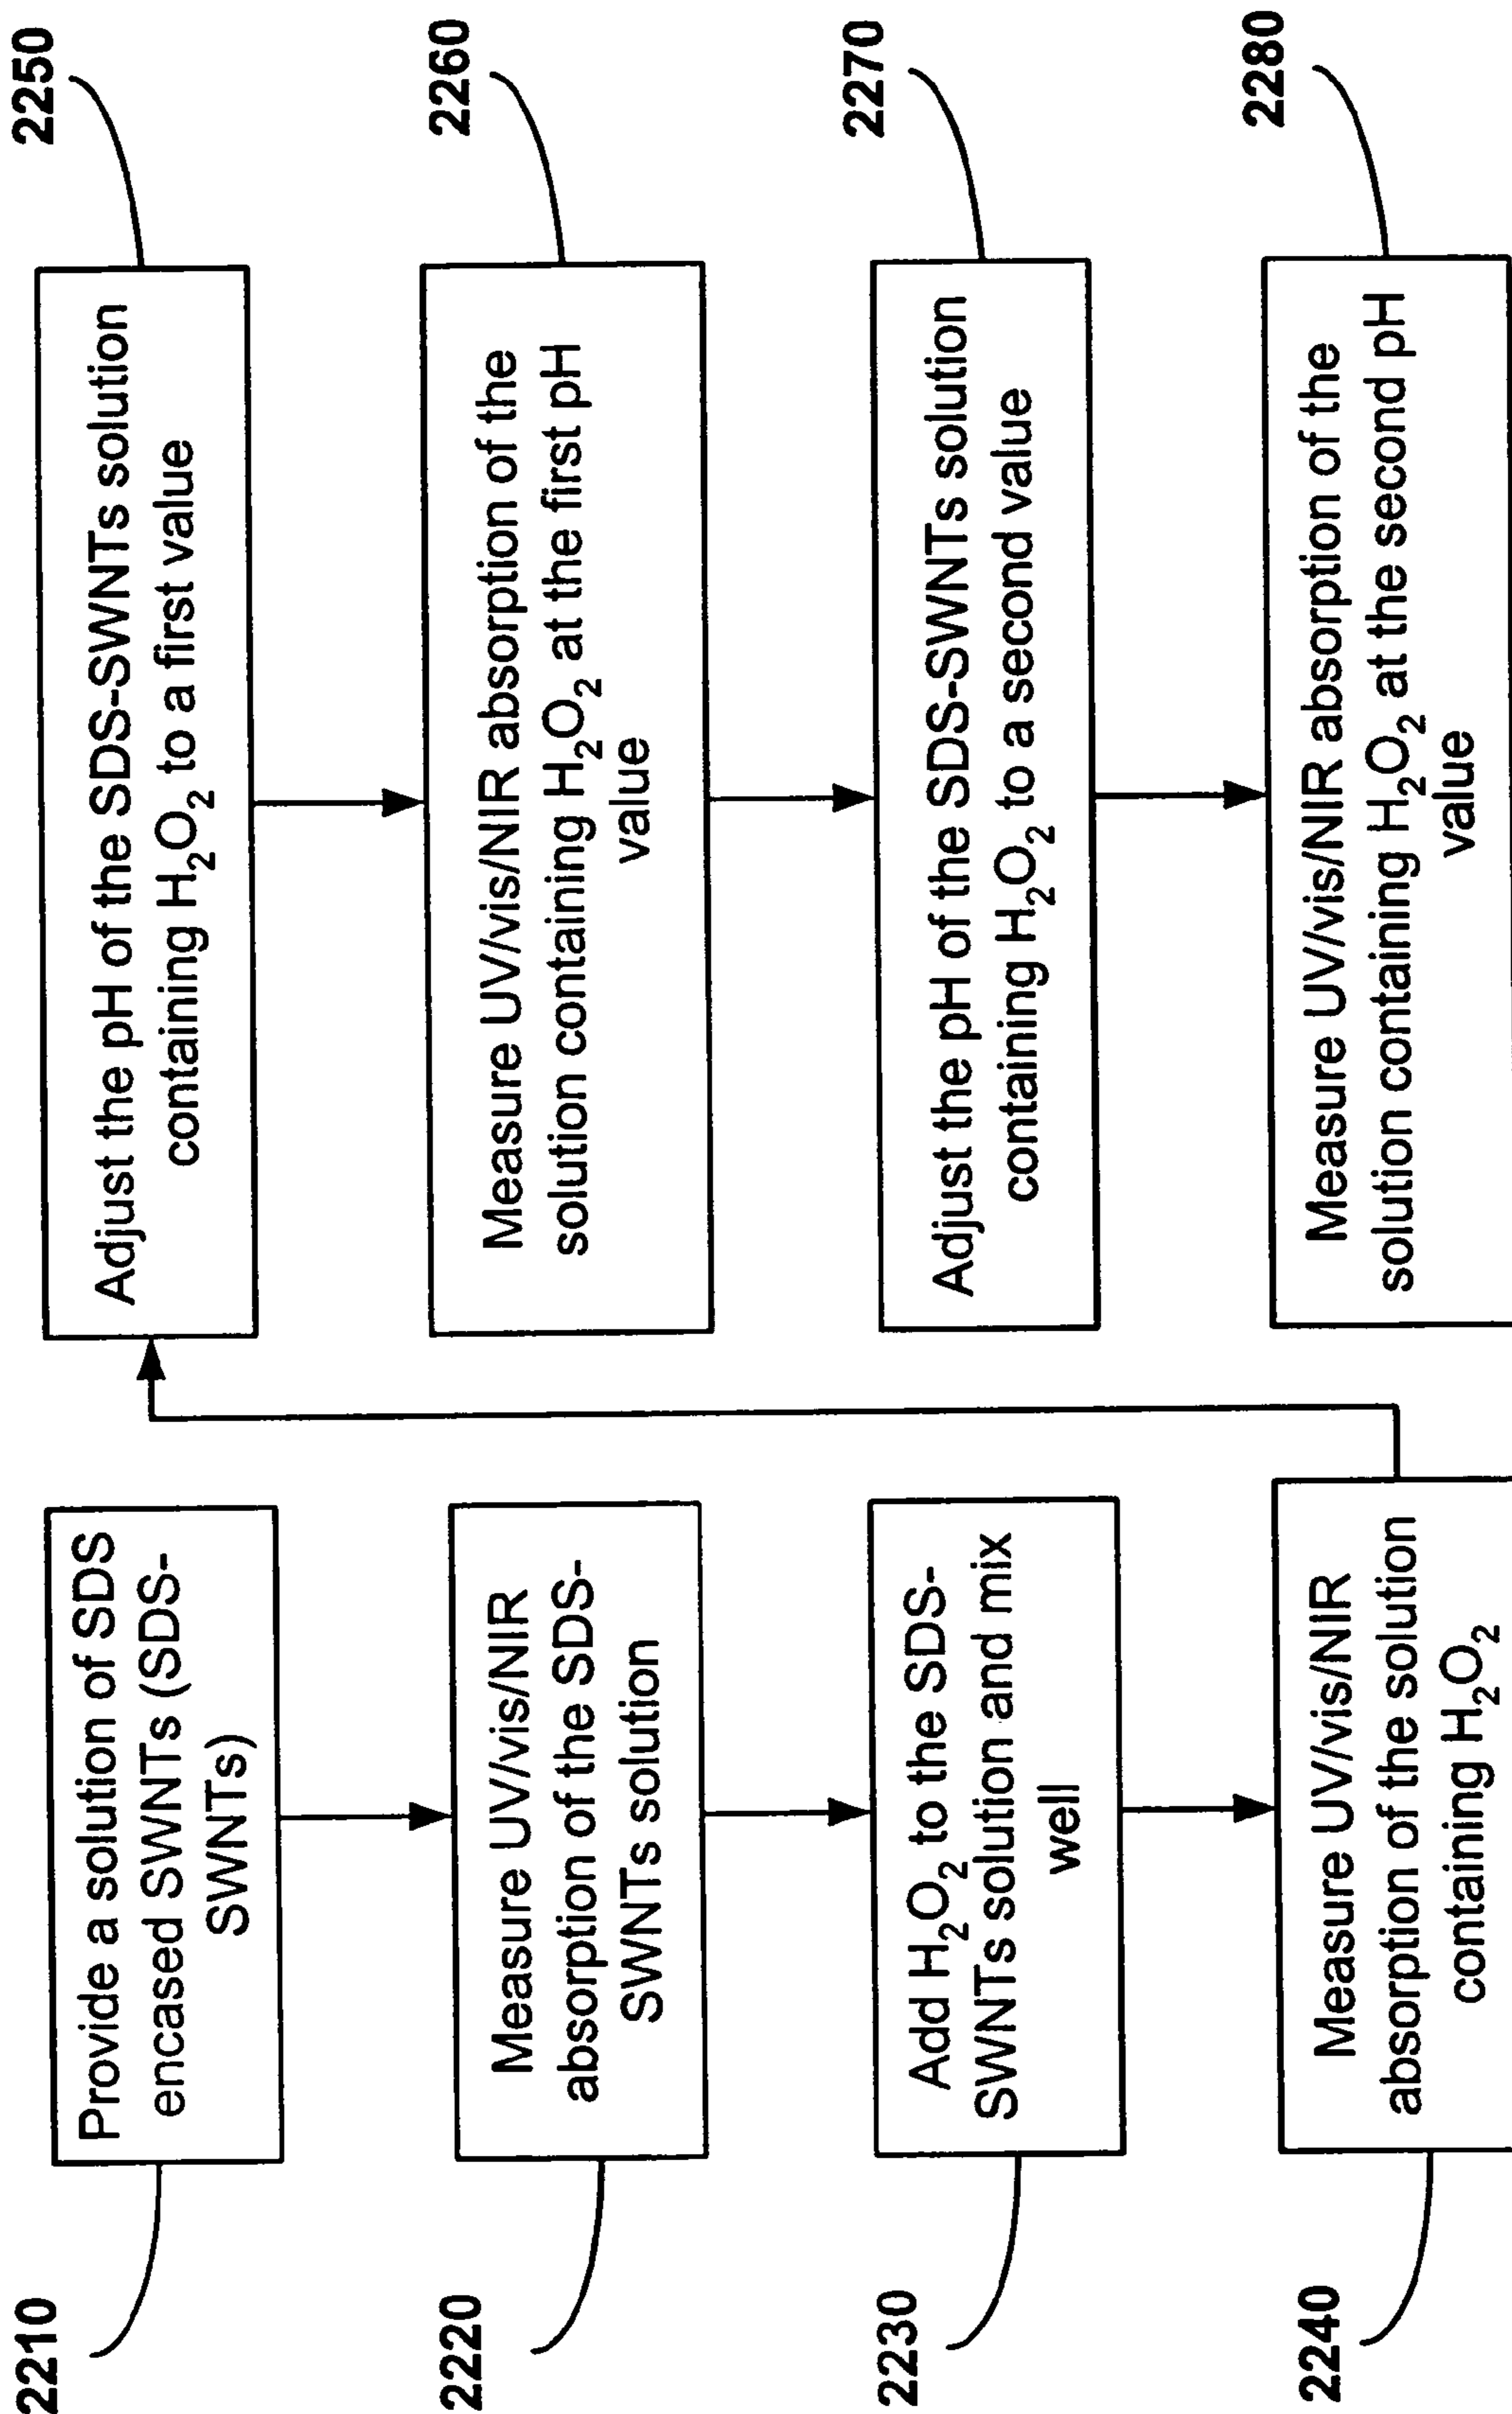 2210
Provide a solution of SDS
encased SWNTs (SDS-
SWNTs)
2220
Measure UV/vis/NIR
absorption of the SDS-
SWNTs solution
2230
Add H₂O₂ to the SDS-
SWNTs solution and mix
well
2240
Measure UV/vis/NIR
absorption of the solution
containing H₂O₂
2250
Adjust the pH of the SDS-SWNTs solution
containing H₂O₂ to a first value
2260
Measure UV/vis/NIR absorption of the
solution containing H₂O₂ at the first pH
value
2270
Adjust the pH of the SDS-SWNTs solution
containing H₂O₂ to a second value
2280
Measure UV/vis/NIR absorption of the
solution containing H₂O₂ at the second pH
value